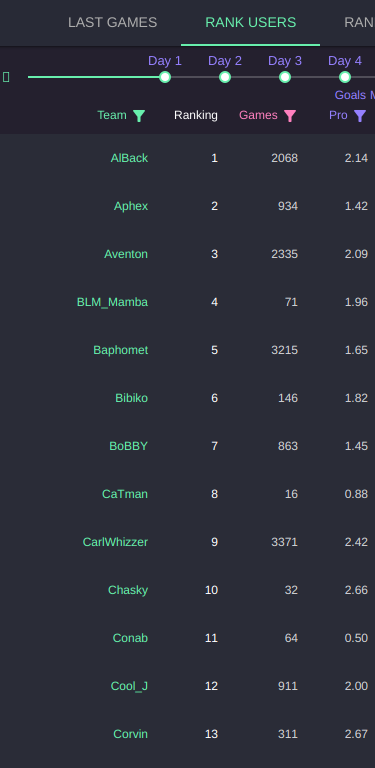 LAST GAMES RANK USERS RAN
Day 1 Day 2 Day 3 Day 4
Goals M
Team Ranking Games Pro
AlBack 1 2068 2.14
Aphex 2 934 1.42
Aventon 3 2335 2.09
BLM_Mamba 4 71 1.96
Baphomet 5 3215 1.65
Bibiko 6 146 1.82
BoBBY 7 863 1.45
CaTman 8 16 0.88
CarlWhizzer 9 3371 2.42
Chasky 10 32 2.66
Conab 11 64 0.50
Cool_J 12 911 2.00
Corvin 13 311 2.67